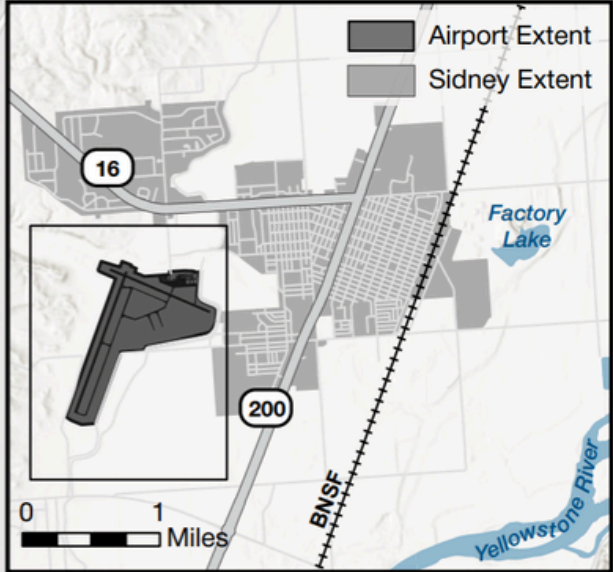 Airport Extent
Sidney Extent
16
Factory
Lake
200
BNSF
Yellowstone River
0 1
Miles